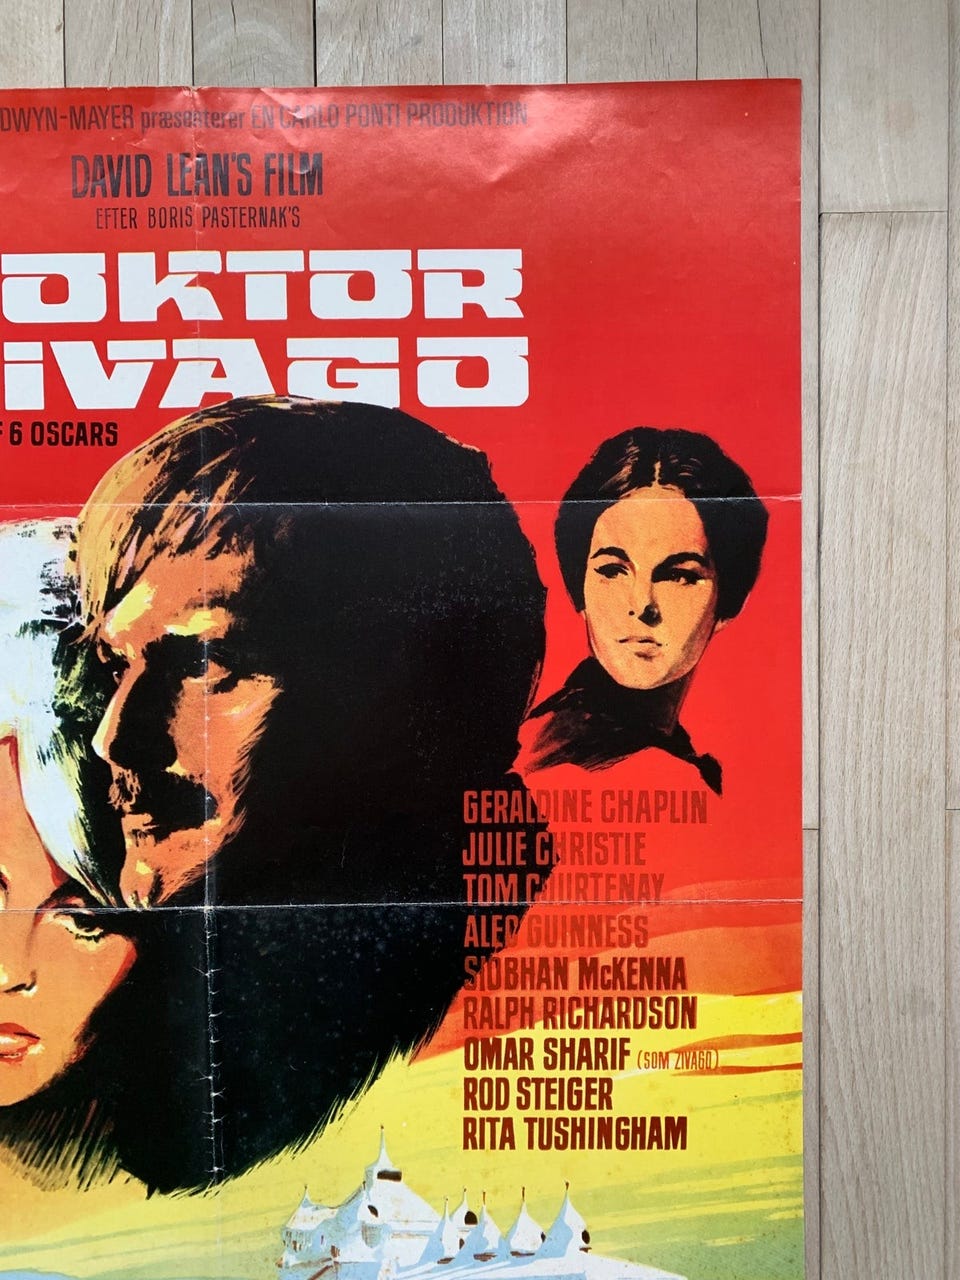 DWYN-MAYER præsenterer EN CARLO PONTI PRODUKTION
DAVID LEAN'S FILM
EFTER BORIS PASTERNAK'S
OKTOR
IVAGO
F 6 OSCARS
GERALDINE CHAPLIN
JULIE CHRISTIE
TOM COURTENAY
ALEC GUINNESS
SIOBHAN McKENNA
RALPH RICHARDSON
OMAR SHARIF (SOM ZIVAGO)
ROD STEIGER
RITA TUSHINGHAM